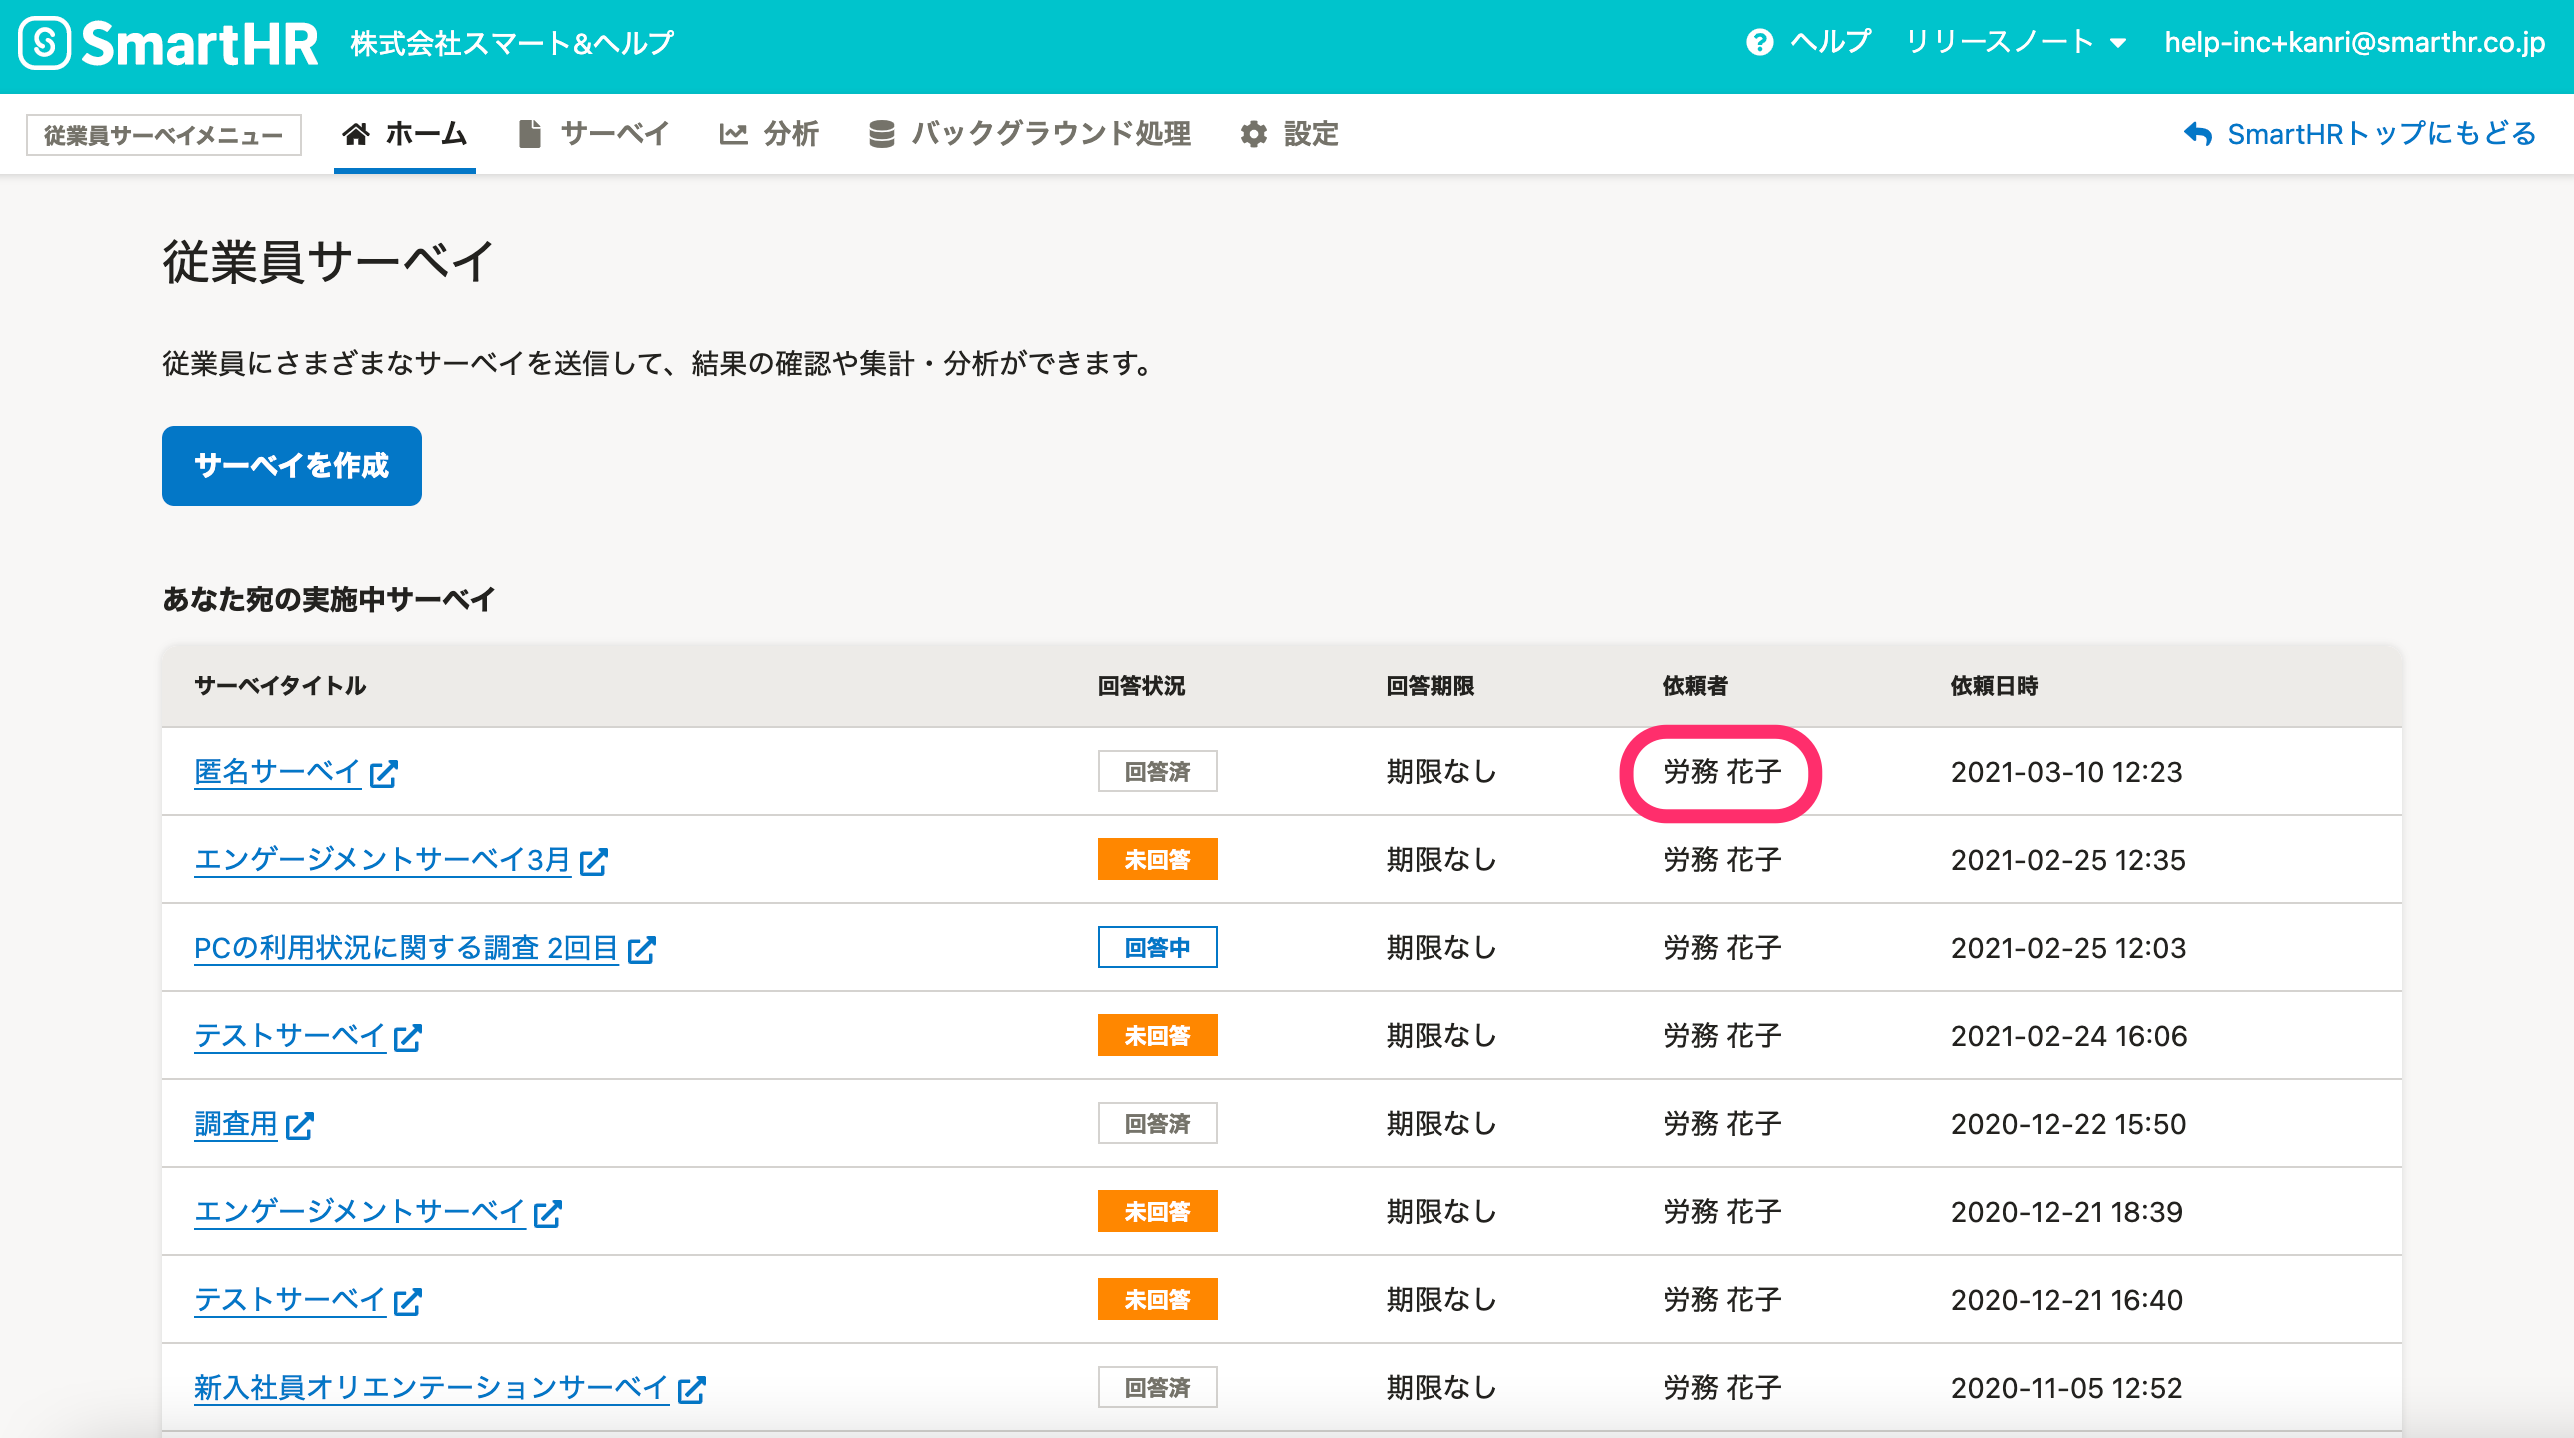 SmartHR 株式会社スマート&ヘルプ ヘルプ リリースノート help-inc+kanri@smarthr.co.jp
従業員サーベイメニュー ホーム サーベイ 分析 バックグラウンド処理 設定 SmartHRトップにもどる
従業員サーベイ
従業員にさまざまなサーベイを送信して、結果の確認や集計・分析ができます。
サーベイを作成
あなた宛の実施中サーベイ
サーベイタイトル 回答状況 回答期限 依頼者 依頼日時
匿名サーベイ 回答済 期限なし 労務 花子 2021-03-10 12:23
エンゲージメントサーベイ3月 未回答 期限なし 労務 花子 2021-02-25 12:35
PCの利用状況に関する調査 2回目 回答中 期限なし 労務 花子 2021-02-25 12:03
テストサーベイ 未回答 期限なし 労務 花子 2021-02-24 16:06
調査用 回答済 期限なし 労務 花子 2020-12-22 15:50
エンゲージメントサーベイ 未回答 期限なし 労務 花子 2020-12-21 18:39
テストサーベイ 未回答 期限なし 労務 花子 2020-12-21 16:40
新入社員オリエンテーションサーベイ 回答済 期限なし 労務 花子 2020-11-05 12:52